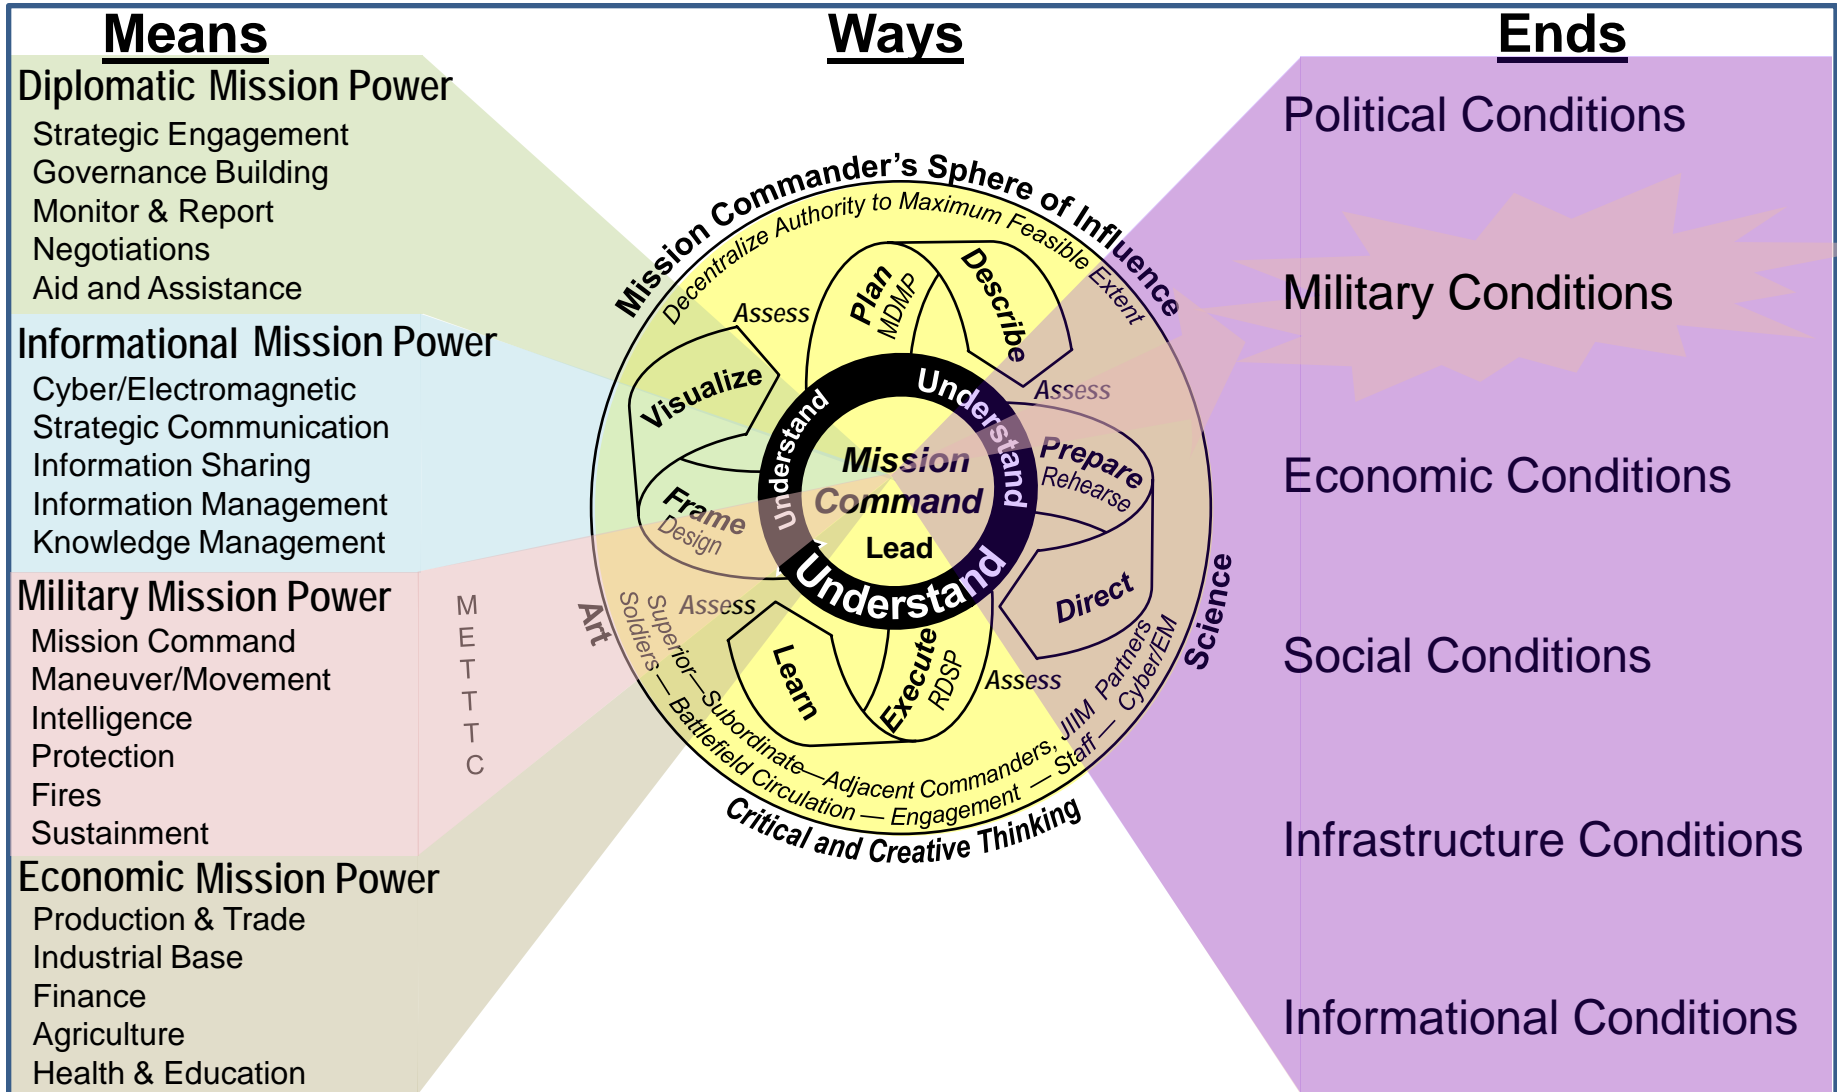 Means
Ways
Ends
Diplomatic Mission Power
Strategic Engagement
Governance Building
Monitor & Report
Negotiations
Aid and Assistance
Informational Mission Power
Cyber/Electromagnetic
Strategic Communication
Information Sharing
Information Management
Knowledge Management
Military Mission Power
Mission Command
Maneuver/Movement
Intelligence
Protection
Fires
Sustainment
Economic Mission Power
Production & Trade
Industrial Base
Finance
Agriculture
Health & Education
M
E
T
T
T
C
Mission Commander’s Sphere of Influence
Decentralize Authority to Maximum Feasible Extent
Assess
Plan
MDMP
Describe
Visualize
Assess
Understand
Understand
Mission
Command
Lead
Understand
Prepare
Rehearse
Frame
Design
Direct
Assess
Learn
Execute
RDSP
Assess
Art
Science
Superior—Subordinate—Adjacent Commanders, JIIM Partners
Soldiers — Battlefield Circulation — Engagement — Staff — Cyber/EM
Critical and Creative Thinking
Political Conditions
Military Conditions
Economic Conditions
Social Conditions
Infrastructure Conditions
Informational Conditions